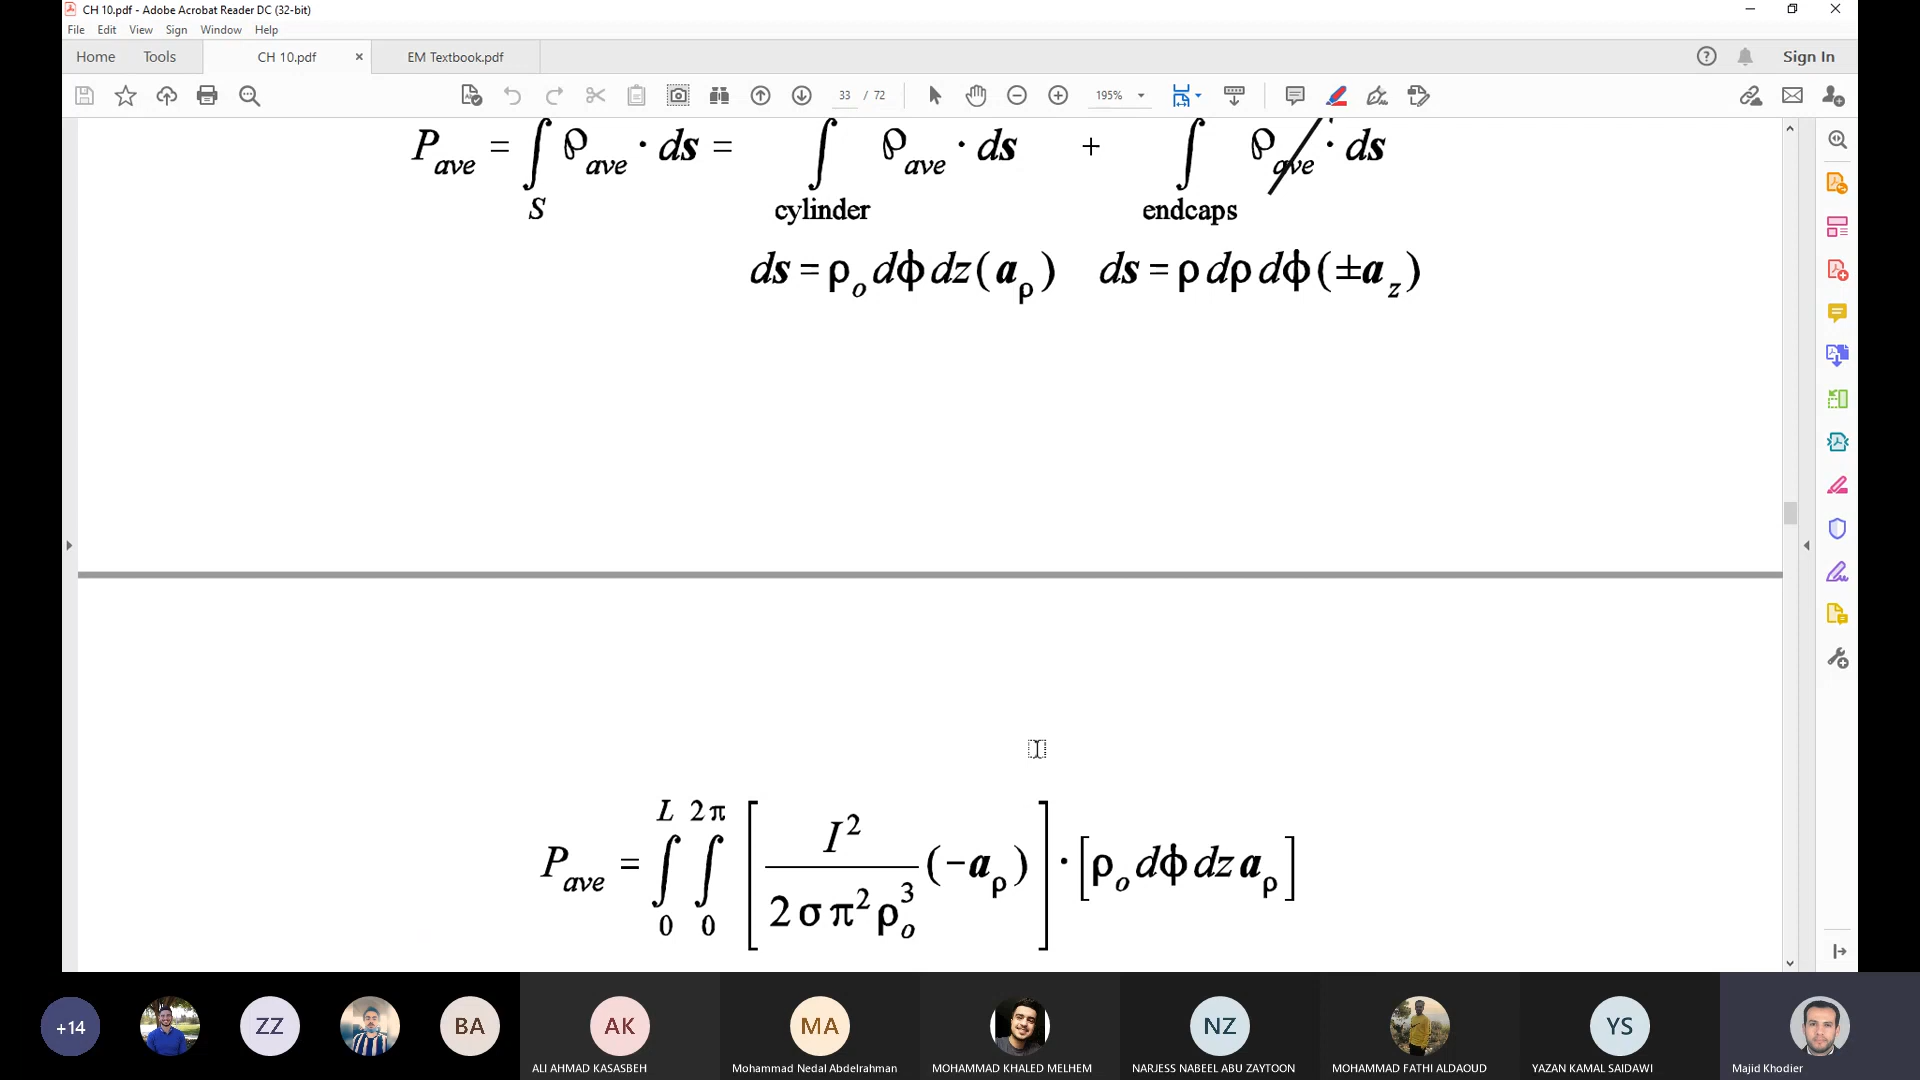 CH 10.pdf - Adobe Acrobat Reader DC (32-bit)
File Edit View Sign Window Help
Home Tools CH 10.pdf × EM Textbook.pdf Sign In
33 / 72 195%
P_ave = ∫_S ℘_ave · ds = ∫_cylinder ℘_ave · ds + ∫_endcaps ℘_ave · ds
ds = ρ_o dϕ dz (a_ρ) ds = ρ dρ dϕ (±a_z)
P_ave = ∫_0^L ∫_0^2π [ I^2 / 2σπ^2ρ_o^3 (−a_ρ) ] · [ρ_o dϕ dz a_ρ]
+14 ZZ BA AK MA NZ YS
ALI AHMAD KASASBEH Mohammad Nedal Abdelrahman MOHAMMAD KHALED MELHEM NARJESS NABEEL ABU ZAYTOON MOHAMMAD FATHI ALDAOUD YAZAN KAMAL SAIDAWI Majid Khodier